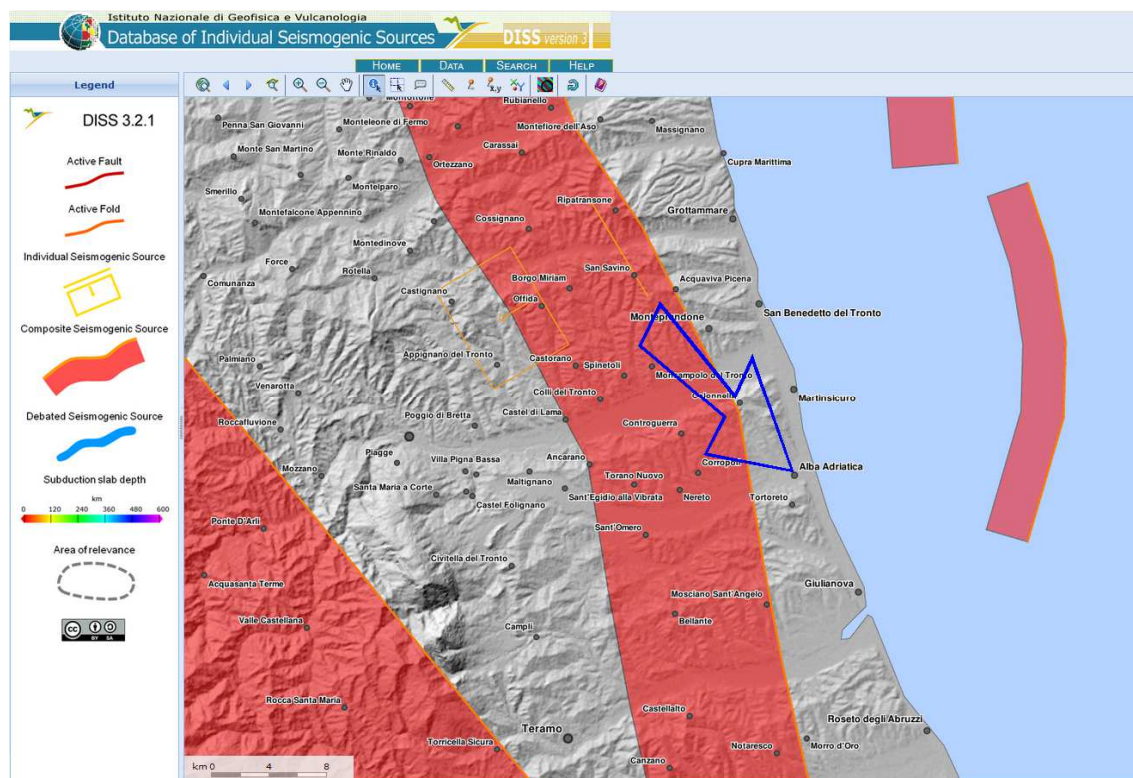 Istituto Nazionale di Geofisica e Vulcanologia
Database of Individual Seismogenic Sources
DISS version 3
HOME DATA SEARCH HELP
Legend
x,y
DISS 3.2.1
Active Fault
Active Fold
Individual Seismogenic Source
Composite Seismogenic Source
Debated Seismogenic Source
Subduction slab depth
km
0 120 240 360 480 600
Area of relevance
cc BY SA
Montottone
Rubianello
Penna San Giovanni
Monteleone di Fermo
Montefiore dell'Aso
Massignano
Monte San Martino
Monte Rinaldo
Carassai
Ortezzano
Cupra Marittima
Smerillo
Montelparo
Ripatransone
Montefalcone Appennino
Cossignano
Grottammare
Montedinove
Force
Rotella
Comunanza
Castignano
Borgo Miriam
San Savino
Acquaviva Picena
Offida
Monteprandone
San Benedetto del Tronto
Appignano del Tronto
Palmiano
Castorano
Spinetoli
Monsampolo del Tronto
Venarotta
Colli del Tronto
Colonnella
Martinsicuro
Roccafluvione
Poggio di Bretta
Castel di Lama
Controguerra
Piagge
Mozzano
Villa Pigna Bassa
Ancarano
Corropoli
Alba Adriatica
Santa Maria a Corte
Maltignano
Torano Nuovo
Castel Folignano
Sant'Egidio alla Vibrata
Nereto
Tortoreto
Ponte D'Arli
Sant'Omero
Civitella del Tronto
Acquasanta Terme
Giulianova
Mosciano Sant'Angelo
Valle Castellana
Bellante
Campli
Rocca Santa Maria
Castellalto
Roseto degli Abruzzi
Teramo
Torricella Sicura
Notaresco
Morro d'Oro
Canzano
km 0 4 8